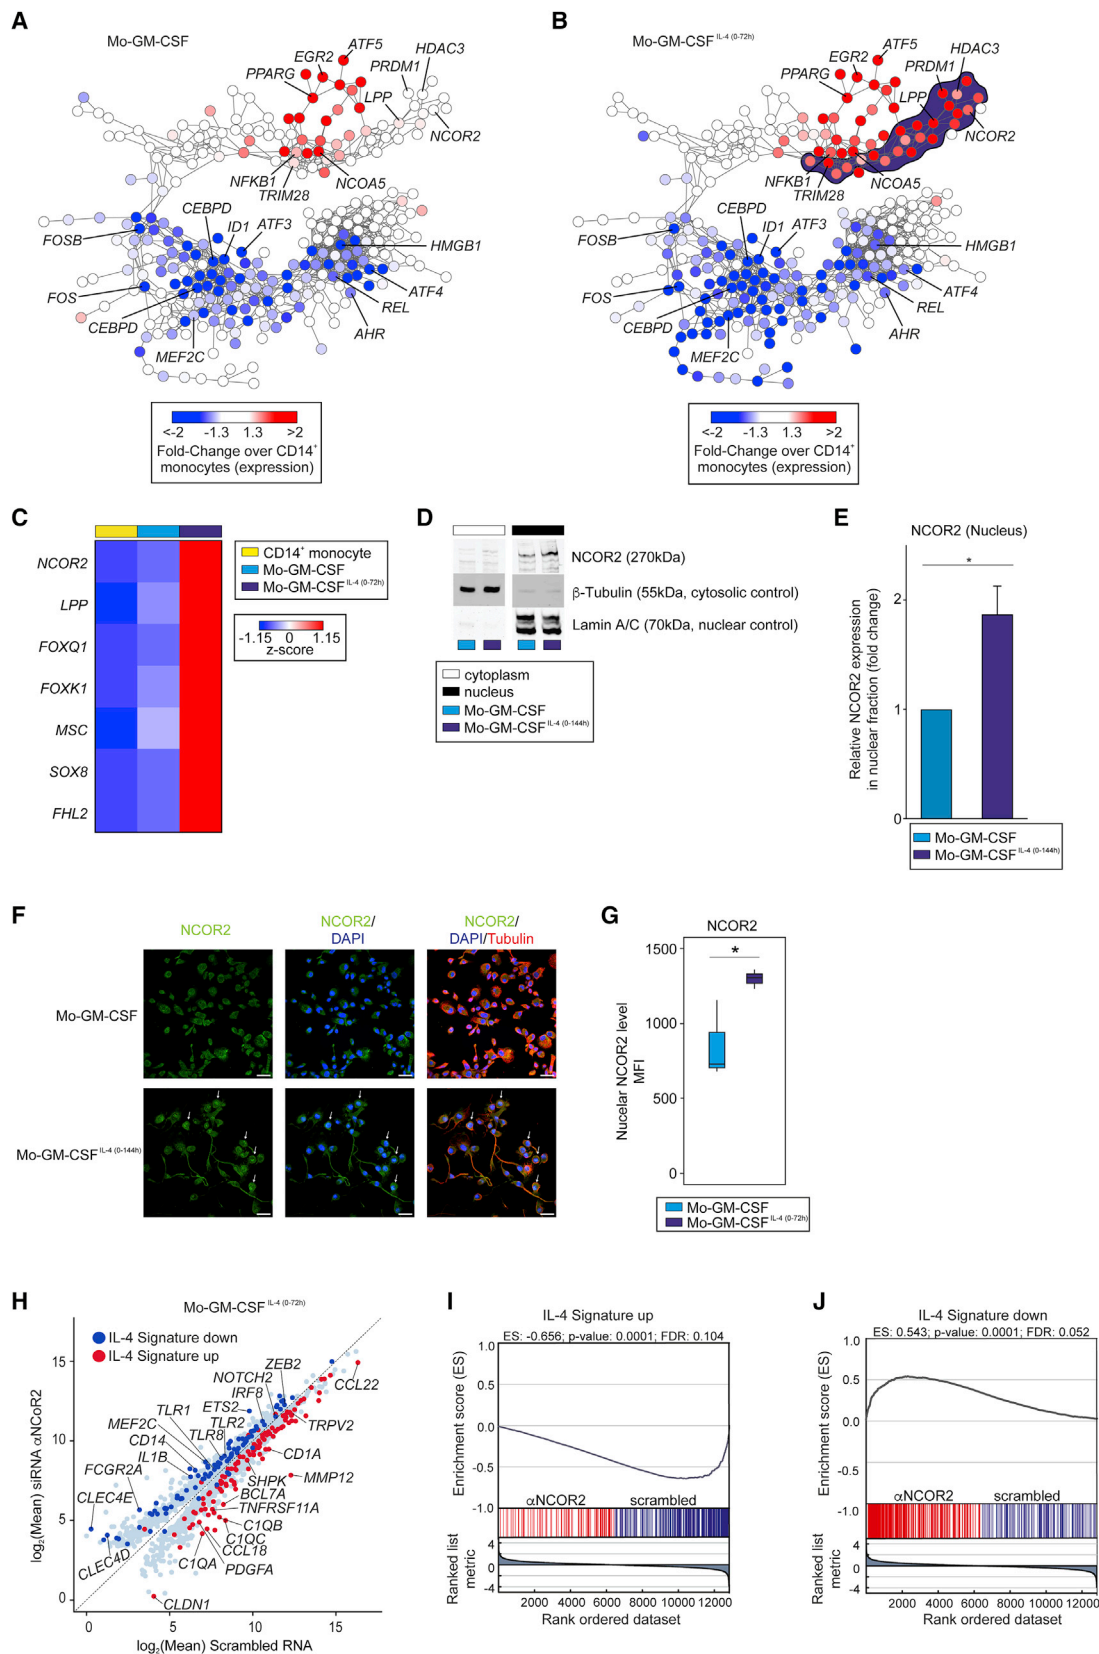 A
Mo-GM-CSF
ATF5
EGR2
HDAC3
PRDM1
PPARG
LPP
NCOR2
NFKB1
NCOA5
TRIM28
CEBPD
ID1
ATF3
FOSB
HMGB1
FOS
ATF4
REL
CEBPD
AHR
MEF2C
<-2 -1.3 1.3 >2
Fold-Change over CD14+
monocytes (expression)
B
Mo-GM-CSF IL-4 (0-72h)
ATF5
EGR2
HDAC3
PRDM1
PPARG
LPP
NCOR2
NFKB1
NCOA5
TRIM28
CEBPD
ID1
ATF3
FOSB
HMGB1
FOS
ATF4
REL
CEBPD
AHR
MEF2C
<-2 -1.3 1.3 >2
Fold-Change over CD14+
monocytes (expression)
C
NCOR2
LPP
FOXQ1
FOXK1
MSC
SOX8
FHL2
CD14+ monocyte
Mo-GM-CSF
Mo-GM-CSF IL-4 (0-72h)
-1.15 0 1.15
z-score
D
NCOR2 (270kDa)
β-Tubulin (55kDa, cytosolic control)
Lamin A/C (70kDa, nuclear control)
cytoplasm
nucleus
Mo-GM-CSF
Mo-GM-CSF IL-4 (0-144h)
E
NCOR2 (Nucleus)
*
Relative NCOR2 expression
in nuclear fraction (fold change)
2
1
0
Mo-GM-CSF
Mo-GM-CSF IL-4 (0-144h)
F
NCOR2
NCOR2/
DAPI
NCOR2/
DAPI/Tubulin
Mo-GM-CSF
Mo-GM-CSF IL-4 (0-144h)
G
NCOR2
*
Nucelar NCOR2 level
MFI
1500
1000
500
0
Mo-GM-CSF
Mo-GM-CSF IL-4 (0-72h)
H
Mo-GM-CSF IL-4 (0-72h)
IL-4 Signature down
IL-4 Signature up
log2(Mean) siRNA αNCOR2
15
10
5
0
ZEB2
NOTCH2
IRF8
CCL22
ETS2
TLR1
MEF2C
TLR2
TRPV2
CD14
TLR8
CD1A
IL1B
FCGR2A
SHPK
MMP12
BCL7A
CLEC4E
TNFRSF11A
C1QB
C1QC
CLEC4D
CCL18
C1QA
PDGFA
CLDN1
0 5 10 15
log2(Mean) Scrambled RNA
I
IL-4 Signature up
ES: -0.656; p-value: 0.0001; FDR: 0.104
Enrichment score (ES)
1.0
0.5
0.0
-0.5
-1.0
αNCOR2 scrambled
Ranked list
metric
4
2
0
-2
-4
2000 4000 6000 8000 10000 12000
Rank ordered dataset
J
IL-4 Signature down
ES: 0.543; p-value: 0.0001; FDR: 0.052
Enrichment score (ES)
1.0
0.5
0.0
-0.5
-1.0
αNCOR2 scrambled
Ranked list
metric
4
2
0
-2
-4
2000 4000 6000 8000 10000 12000
Rank ordered dataset